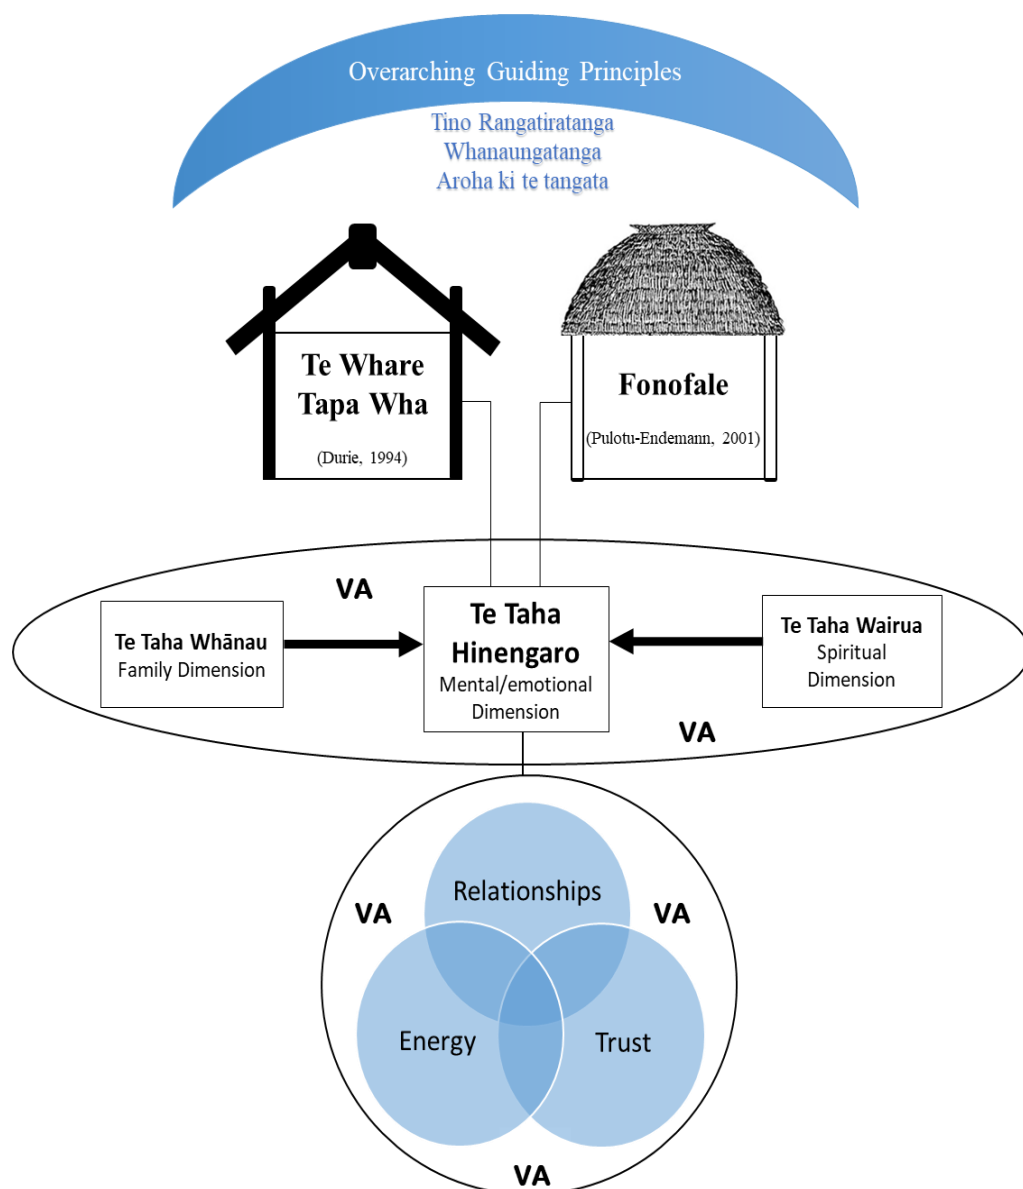 Overarching Guiding Principles
Tino Rangatiratanga
Whanaungatanga
Aroha ki te tangata
Te Whare
Tapa Wha
(Durie, 1994)
Fonofale
(Pulotu-Endemann, 2001)
VA
Te Taha Whānau
Family Dimension
Te Taha
Hinengaro
Mental/emotional
Dimension
Te Taha Wairua
Spiritual
Dimension
VA
Relationships
VA
VA
Energy
Trust
VA